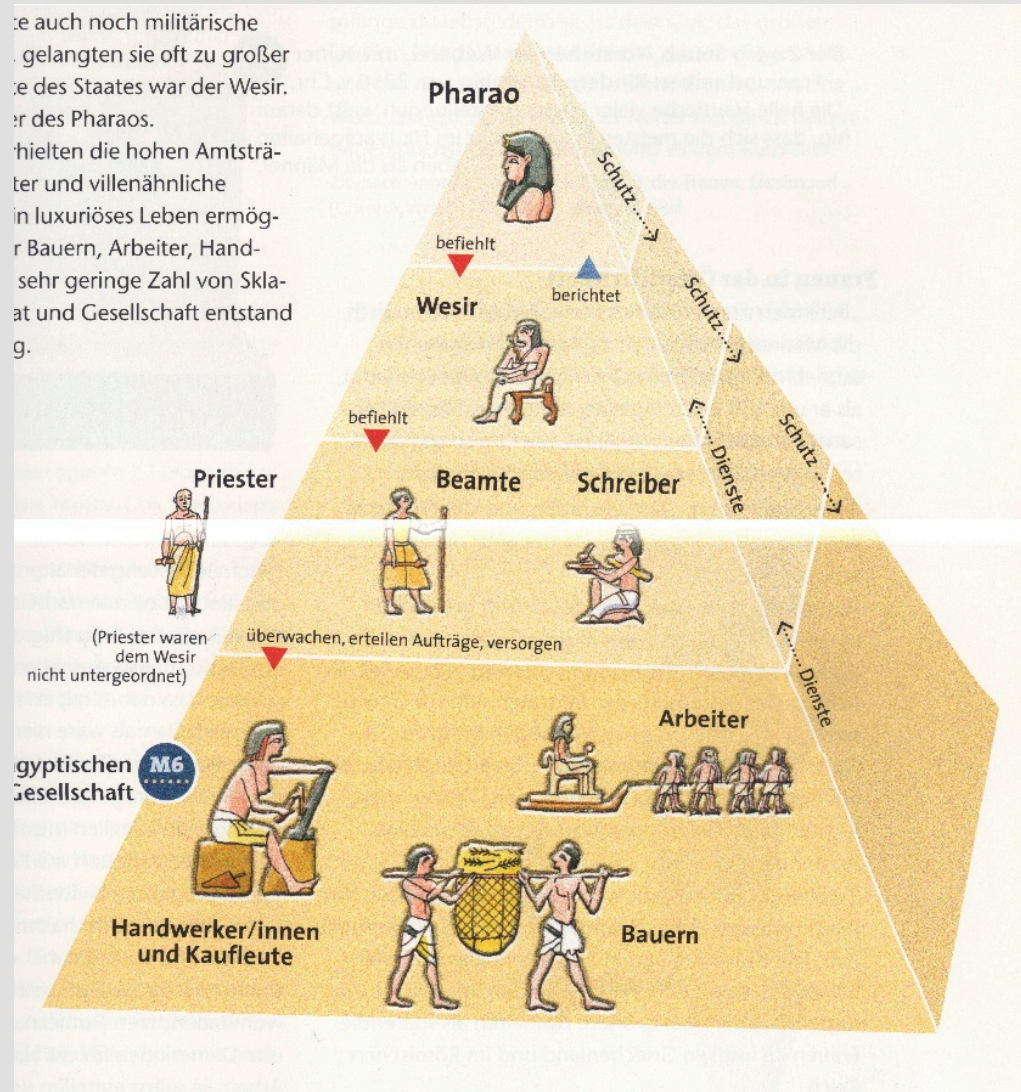 te auch noch militärische
gelangten sie oft zu großer
te des Staates war der Wesir.
er des Pharaos.
rhielten die hohen Amtsträ-
ter und villenähnliche
in luxuriöses Leben ermög-
r Bauern, Arbeiter, Hand-
sehr geringe Zahl von Skla-
at und Gesellschaft entstand
g.
Pharao
Schutz
befiehlt
berichtet
Wesir
Schutz
befiehlt
Schutz
Dienste
Priester
Beamte
Schreiber
(Priester waren
dem Wesir
nicht untergeordnet)
überwachen, erteilen Aufträge, versorgen
Dienste
Arbeiter
gyptischen
Gesellschaft
M6
Handwerker/innen
und Kaufleute
Bauern